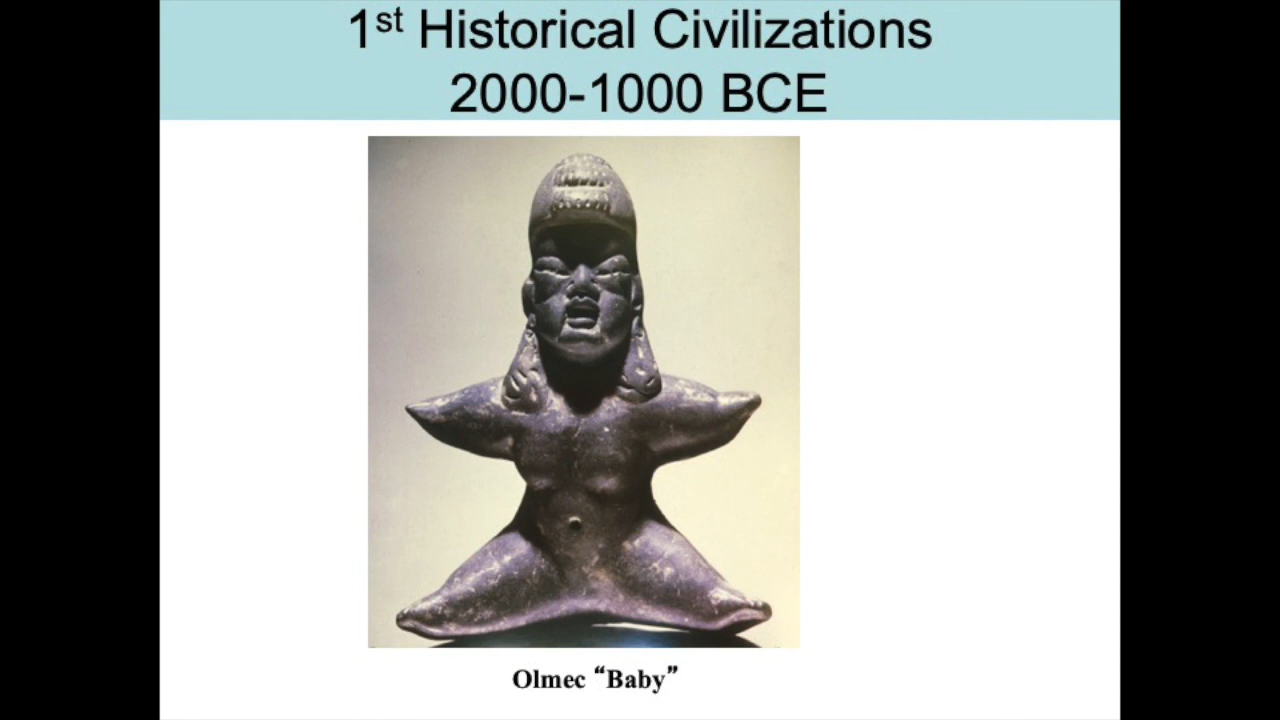 1st Historical Civilizations
2000-1000 BCE
Olmec “Baby”